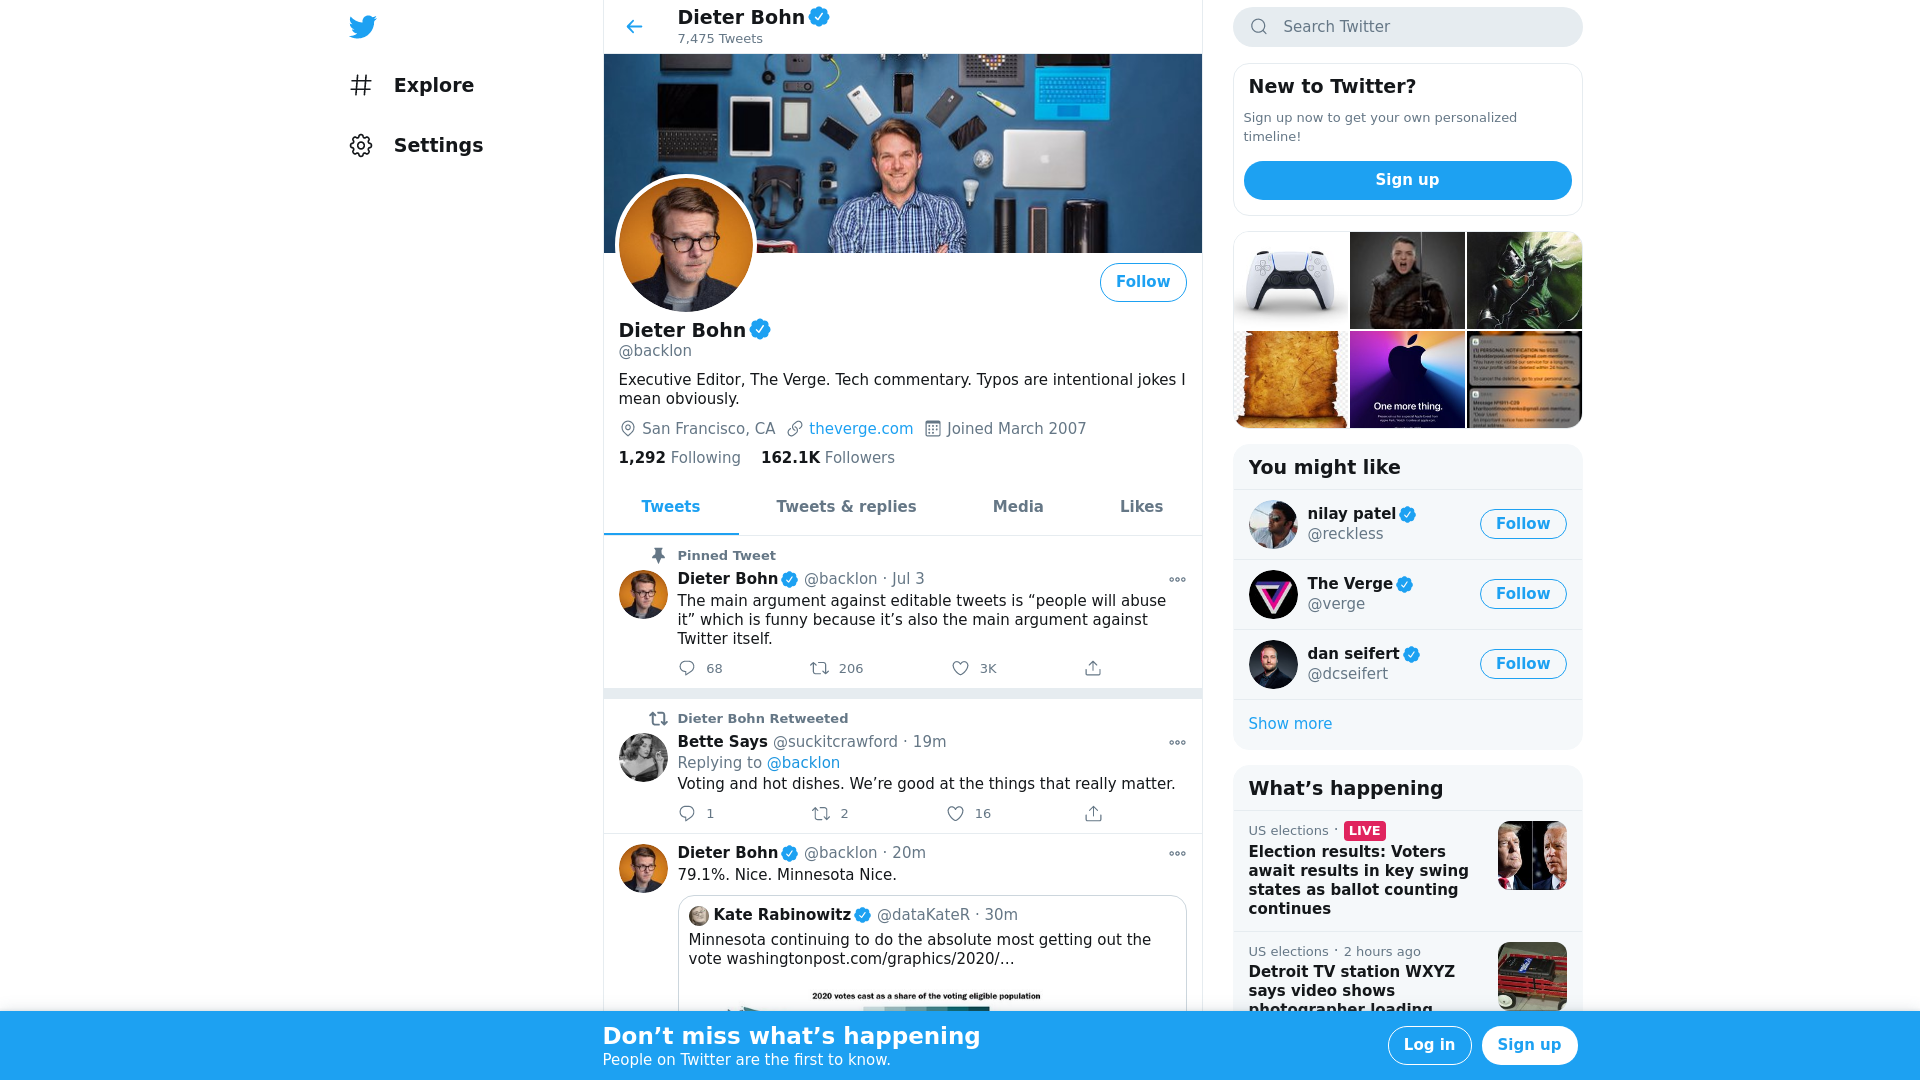 Explore
Settings
Dieter Bohn
7,475 Tweets
Follow
Dieter Bohn
@backlon
Executive Editor, The Verge. Tech commentary. Typos are intentional jokes I
mean obviously.
San Francisco, CA theverge.com Joined March 2007
1,292 Following 162.1K Followers
Tweets Tweets & replies Media Likes
Pinned Tweet
Dieter Bohn @backlon · Jul 3
The main argument against editable tweets is “people will abuse
it” which is funny because it’s also the main argument against
Twitter itself.
68 206 3K
Dieter Bohn Retweeted
Bette Says @suckitcrawford · 19m
Replying to @backlon
Voting and hot dishes. We’re good at the things that really matter.
1 2 16
Dieter Bohn @backlon · 20m
79.1%. Nice. Minnesota Nice.
Kate Rabinowitz @dataKateR · 30m
Minnesota continuing to do the absolute most getting out the
vote washingtonpost.com/graphics/2020/…
2020 votes cast as a share of the voting eligible population
Search Twitter
New to Twitter?
Sign up now to get your own personalized
timeline!
Sign up
One more thing.
You might like
nilay patel
@reckless
Follow
The Verge
@verge
Follow
dan seifert
@dcseifert
Follow
Show more
What’s happening
US elections · LIVE
Election results: Voters
await results in key swing
states as ballot counting
continues
US elections · 2 hours ago
Detroit TV station WXYZ
says video shows
photographer loading
Don’t miss what’s happening
People on Twitter are the first to know.
Log in
Sign up